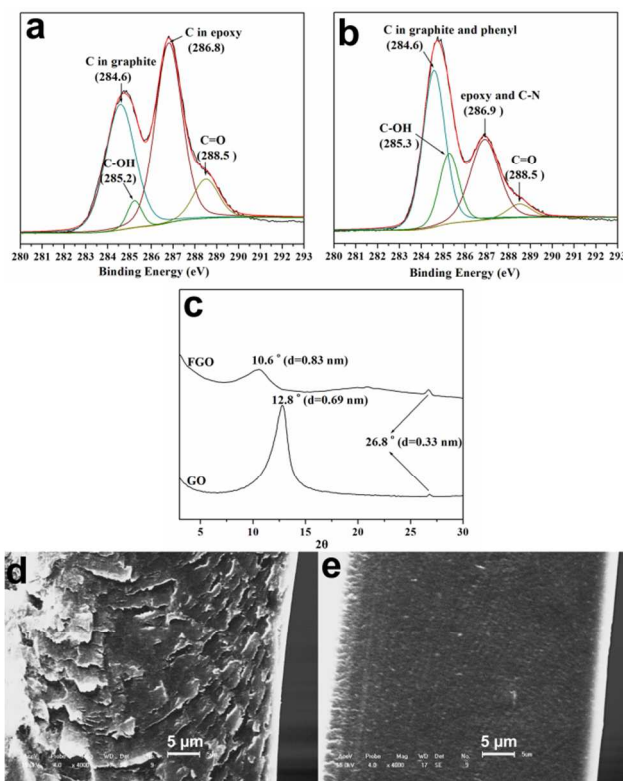 a
C in epoxy
(286.8)
C in graphite
(284.6)
C-OH
(285.2)
C=O
(288.5 )
280 281 282 283 284 285 286 287 288 289 290 291 292 293
Binding Energy (eV)
b
C in graphite and phenyl
(284.6)
epoxy and C-N
(286.9 )
C-OH
(285.3 )
C=O
(288.5 )
280 281 282 283 284 285 286 287 288 289 290 291 292 293
Binding Energy (eV)
c
FGO
10.6 ° (d=0.83 nm)
12.8 ° (d=0.69 nm)
26.8 ° (d=0.33 nm)
GO
5 10 15 20 25 30
2θ
d
5 μm
e
5 μm